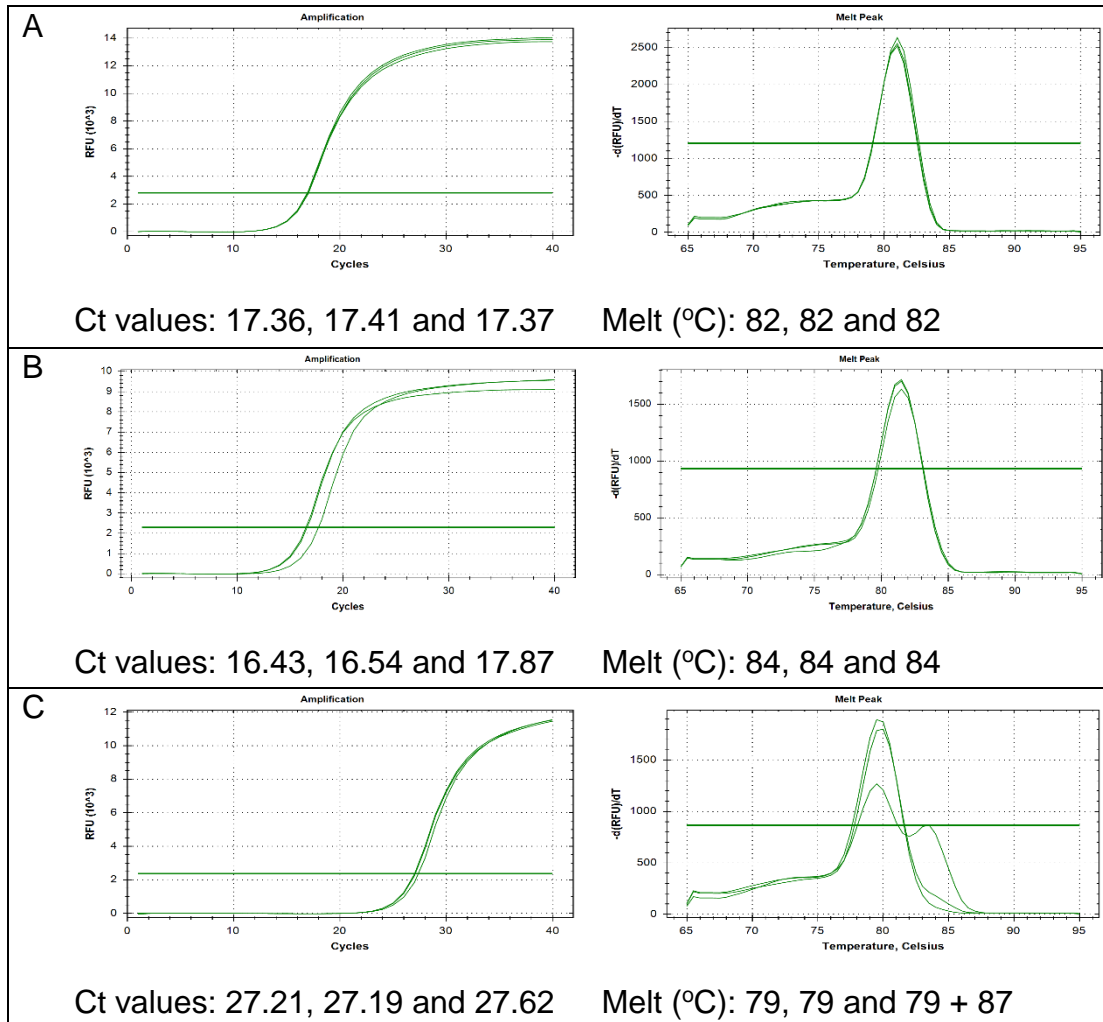 A
Amplification
RFU (10^3)
14
12
10
8
6
4
2
0
0 10 20 30 40
Cycles
Melt Peak
-d(RFU)/dT
2500
2000
1500
1000
500
0
65 70 75 80 85 90 95
Temperature, Celsius
Ct values: 17.36, 17.41 and 17.37 Melt (°C): 82, 82 and 82
B
Amplification
RFU (10^3)
10
9
8
7
6
5
4
3
2
1
0
0 10 20 30 40
Cycles
Melt Peak
-d(RFU)/dT
1500
1000
500
0
65 70 75 80 85 90 95
Temperature, Celsius
Ct values: 16.43, 16.54 and 17.87 Melt (°C): 84, 84 and 84
C
Amplification
RFU (10^3)
12
10
8
6
4
2
0
0 10 20 30 40
Cycles
Melt Peak
-d(RFU)/dT
1500
1000
500
0
65 70 75 80 85 90 95
Temperature, Celsius
Ct values: 27.21, 27.19 and 27.62 Melt (°C): 79, 79 and 79 + 87